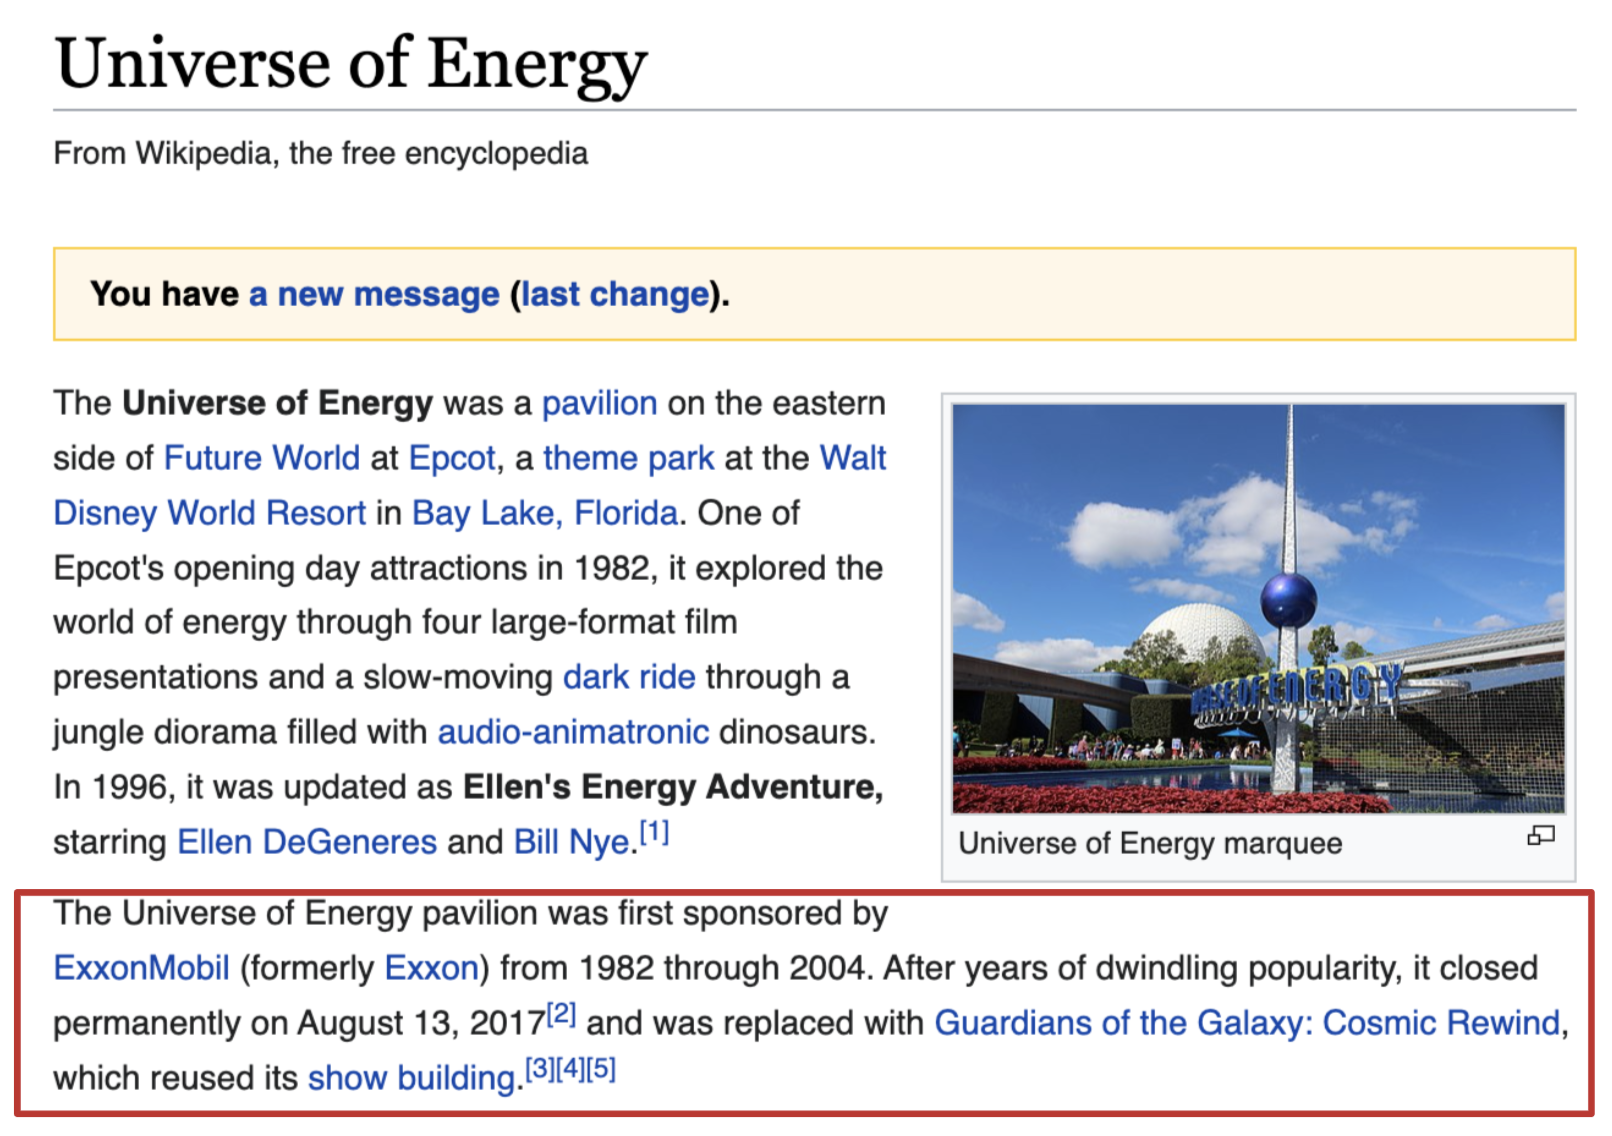 Universe of Energy
From Wikipedia, the free encyclopedia
You have a new message (last change).
The Universe of Energy was a pavilion on the eastern
side of Future World at Epcot, a theme park at the Walt
Disney World Resort in Bay Lake, Florida. One of
Epcot's opening day attractions in 1982, it explored the
world of energy through four large-format film
presentations and a slow-moving dark ride through a
jungle diorama filled with audio-animatronic dinosaurs.
In 1996, it was updated as Ellen's Energy Adventure,
starring Ellen DeGeneres and Bill Nye.[1]
OF ENERGY
Universe of Energy marquee
The Universe of Energy pavilion was first sponsored by
ExxonMobil (formerly Exxon) from 1982 through 2004. After years of dwindling popularity, it closed
permanently on August 13, 2017[2] and was replaced with Guardians of the Galaxy: Cosmic Rewind,
which reused its show building.[3][4][5]